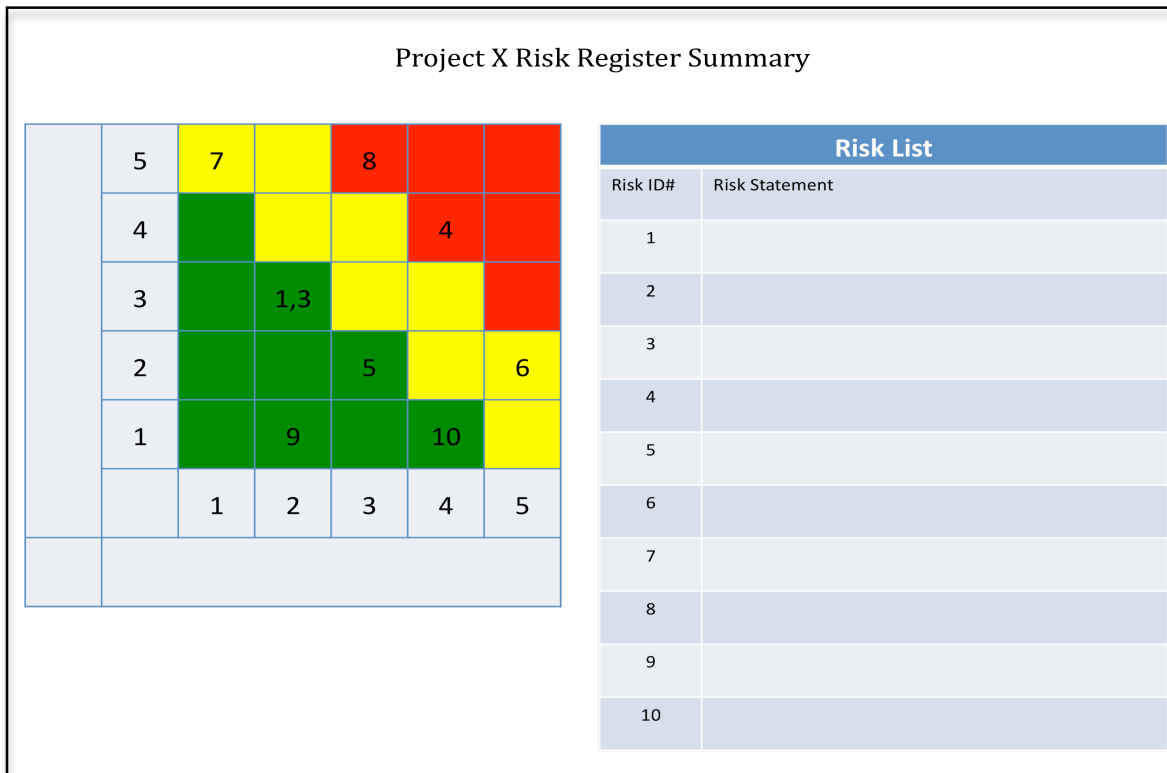 Project X Risk Register Summary
5 7 8
4 4
3 1,3
2 5 6
1 9 10
1 2 3 4 5
Risk List
Risk ID# Risk Statement
1
2
3
4
5
6
7
8
9
10